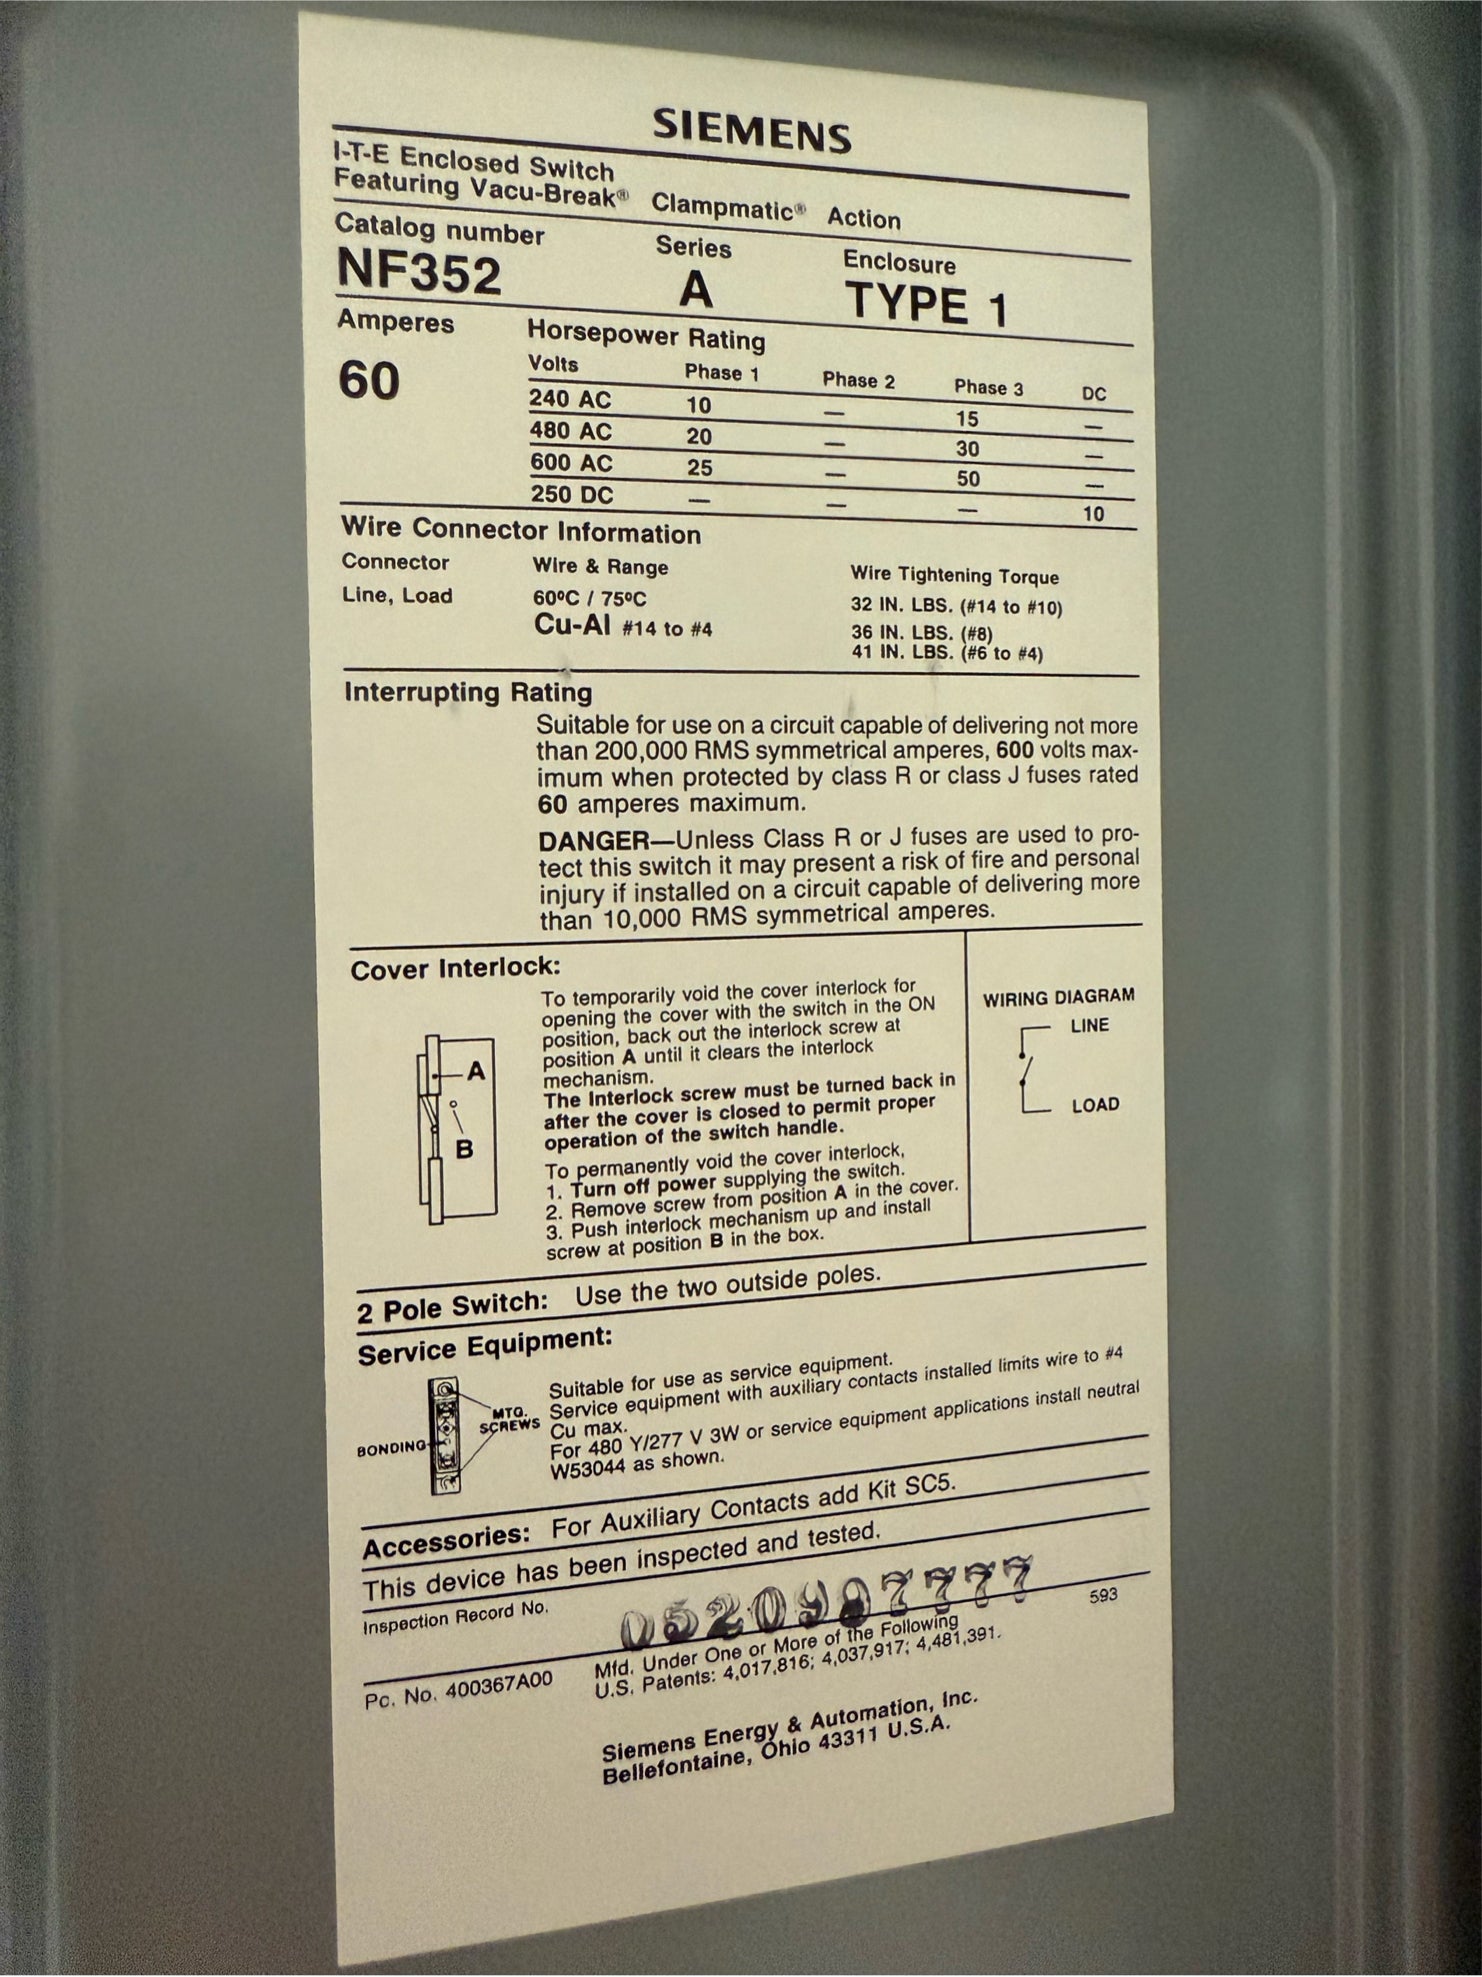 SIEMENS
I-T-E Enclosed Switch
Featuring Vacu-Break® Clampmatic® Action
Catalog number Series Enclosure
NF352 A TYPE 1
Amperes Horsepower Rating
60
Volts Phase 1 Phase 2 Phase 3 DC
240 AC 10 — 15 —
480 AC 20 — 30 —
600 AC 25 — 50 —
250 DC — — — 10
Wire Connector Information
Connector Wire & Range Wire Tightening Torque
Line, Load 60ºC / 75ºC 32 IN. LBS. (#14 to #10)
Cu-Al #14 to #4 36 IN. LBS. (#8)
41 IN. LBS. (#6 to #4)
Interrupting Rating
Suitable for use on a circuit capable of delivering not more
than 200,000 RMS symmetrical amperes, 600 volts max-
imum when protected by class R or class J fuses rated
60 amperes maximum.
DANGER—Unless Class R or J fuses are used to pro-
tect this switch it may present a risk of fire and personal
injury if installed on a circuit capable of delivering more
than 10,000 RMS symmetrical amperes.
Cover Interlock:
To temporarily void the cover interlock for
opening the cover with the switch in the ON
position, back out the interlock screw at
position A until it clears the interlock
mechanism.
The Interlock screw must be turned back in
after the cover is closed to permit proper
operation of the switch handle.
To permanently void the cover interlock,
1. Turn off power supplying the switch.
2. Remove screw from position A in the cover.
3. Push interlock mechanism up and install
screw at position B in the box.
A
B
WIRING DIAGRAM
LINE
LOAD
2 Pole Switch: Use the two outside poles.
Service Equipment:
Suitable for use as service equipment.
Service equipment with auxiliary contacts installed limits wire to #4
Cu max.
For 480 Y/277 V 3W or service equipment applications install neutral
W53044 as shown.
MTG.
SCREWS
BONDING
Accessories: For Auxiliary Contacts add Kit SC5.
This device has been inspected and tested.
Inspection Record No. 593
Mfd. Under One or More of the Following
Pc. No. 400367A00 U.S. Patents: 4,017,816; 4,037,917; 4,481,391.
Siemens Energy & Automation, Inc.
Bellefontaine, Ohio 43311 U.S.A.